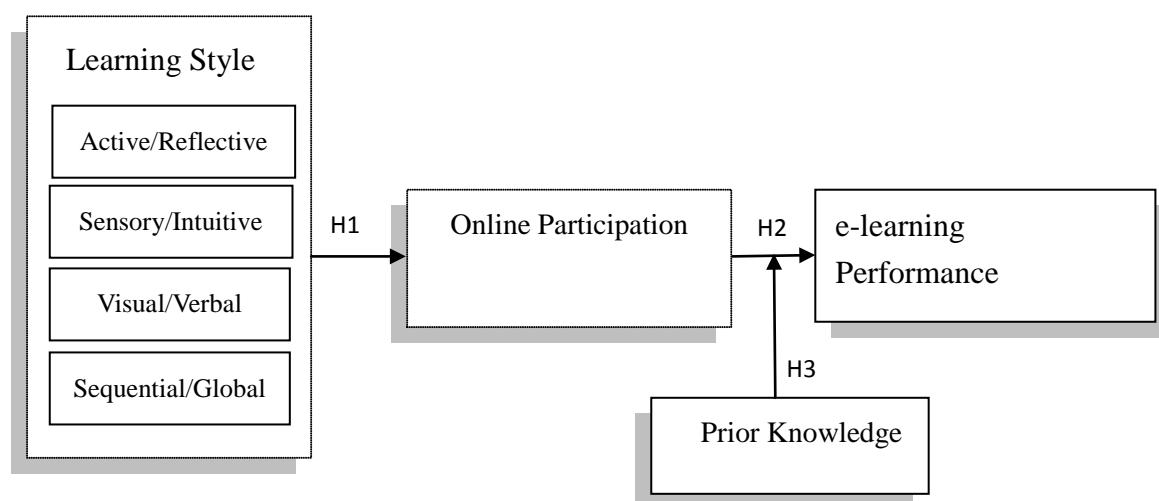 Learning Style
Active/Reflective
Sensory/Intuitive
Visual/Verbal
Sequential/Global
H1
Online Participation
H2
e-learning
Performance
H3
Prior Knowledge